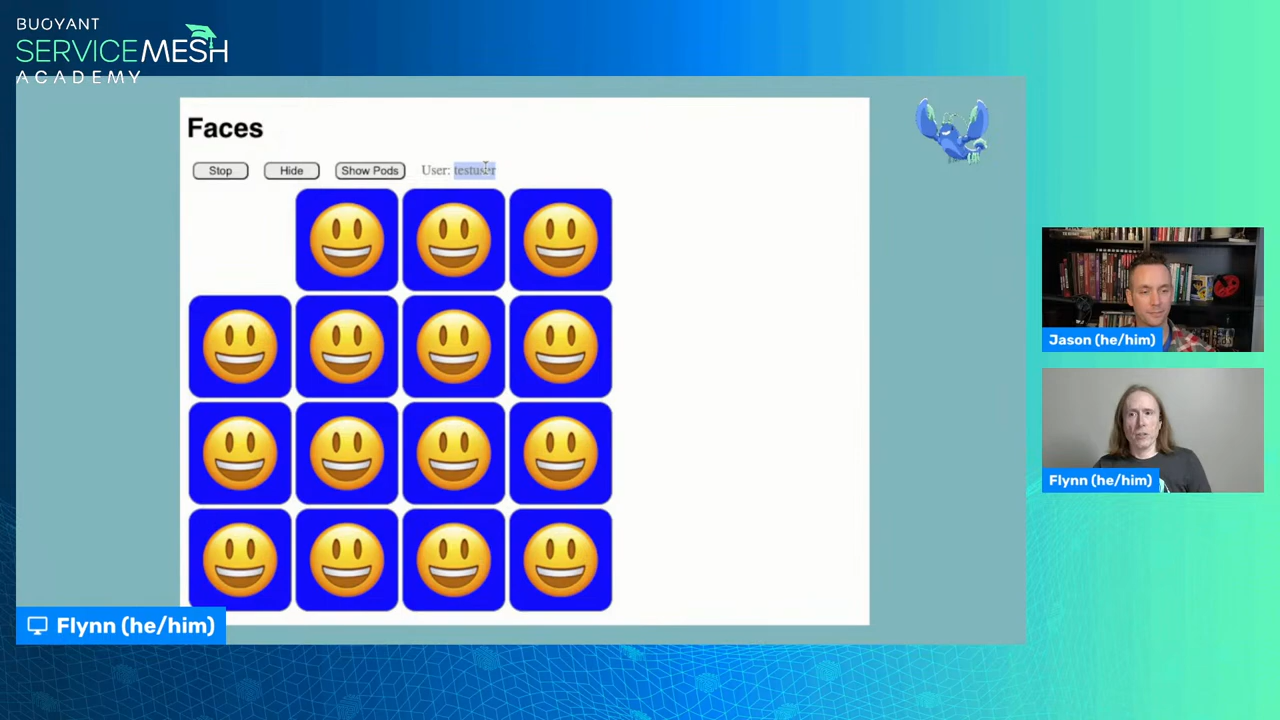 BUOYANT
SERVICEMESH
ACADEMY
Faces
Stop Hide Show Pods User: testuser
Jason (he/him)
Flynn (he/him)
Flynn (he/him)